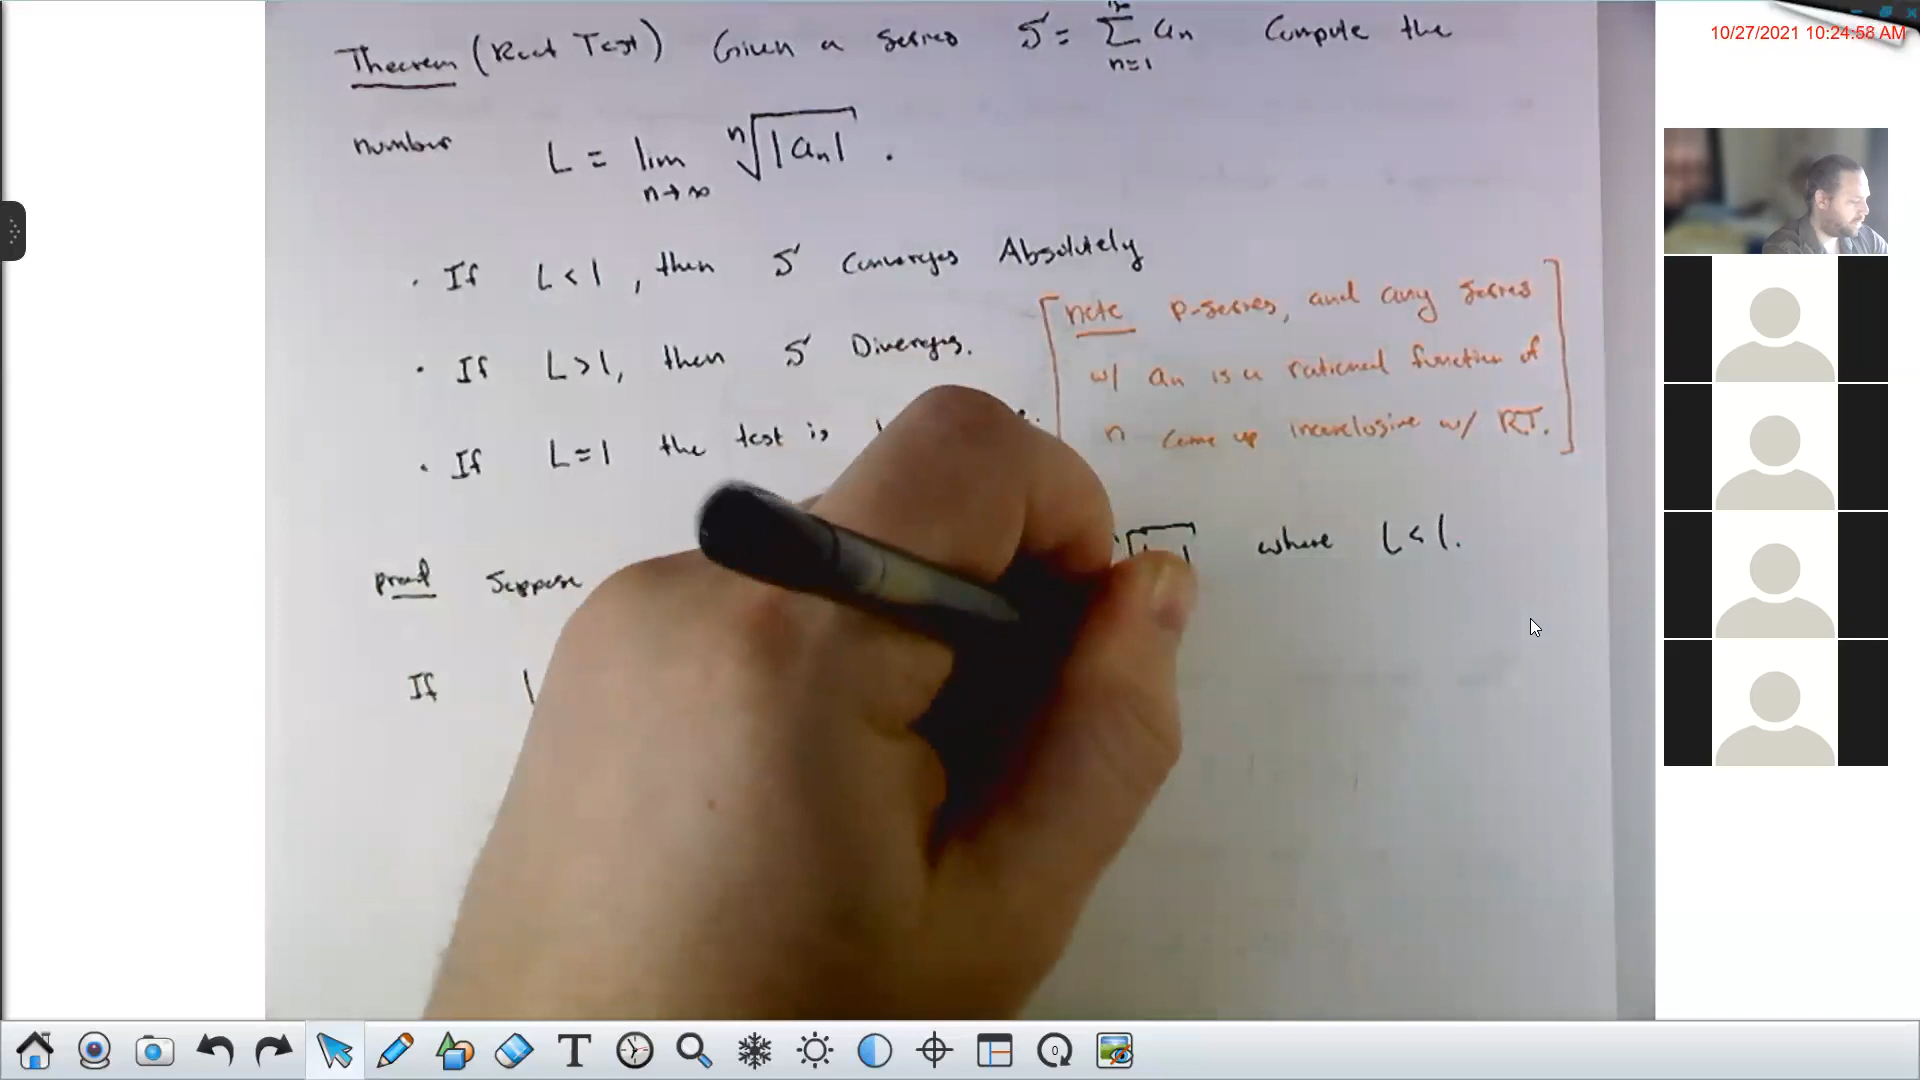 10/27/2021 10:24:58 AM
Theorem (Root Test) Given a series S = ∑ n=1 ∞ an Compute the
number L = lim n→∞ ⁿ√|an| .
· If L < 1 , then S Converges Absolutely
· If L > 1, then S Diverges.
· If L = 1 the test is
[note p-series, and any series
w/ an is a rational function of
n come up inconclusive w/ R.T.]
proof Suppose where L < 1.
If
T
0